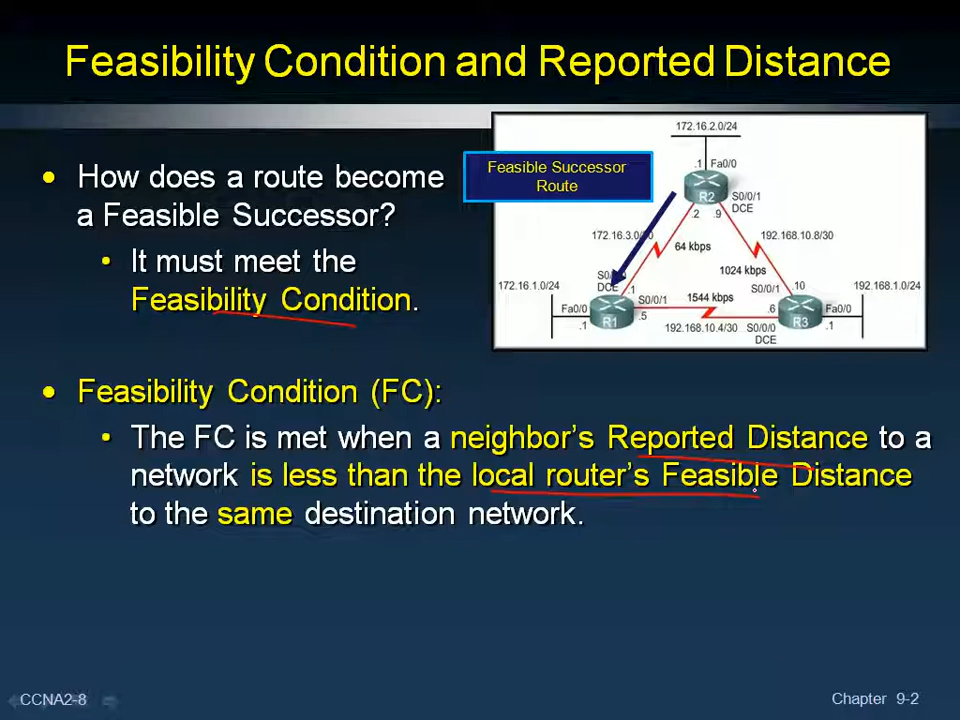 Feasibility Condition and Reported Distance
How does a route become
a Feasible Successor?
It must meet the
Feasibility Condition.
Feasible Successor
Route
172.16.2.0/24
.1 Fa0/0
R2
S0/0/1
DCE
.2 .9
172.16.3.0/
192.168.10.8/30
64 kbps
1024 kbps
172.16.1.0/24
DCE
.1
S0/0/1
1544 kbps
S0/0/1
.10
192.168.1.0/24
Fa0/0
R1
.5
.6
R3
Fa0/0
.1
192.168.10.4/30
S0/0/0
DCE
.1
Feasibility Condition (FC):
The FC is met when a neighbor's Reported Distance to a
network is less than the local router's Feasible Distance
to the same destination network.
CCNA2-8
Chapter 9-2